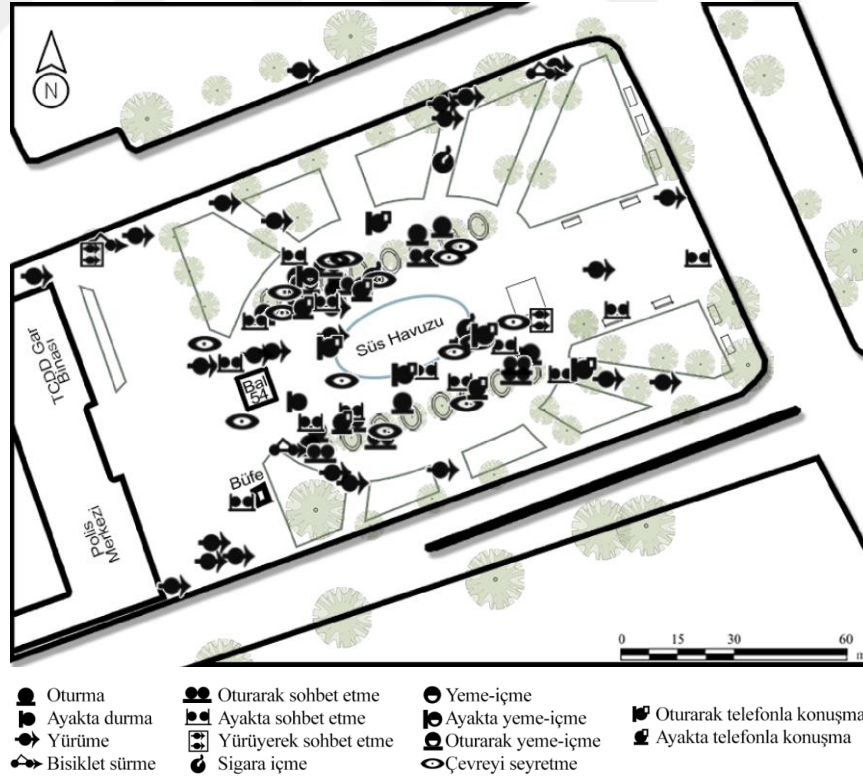 N
Süs Havuzu
TCDD Gar
Binası
Bal
54
Büfe
Polis
Merkezi
0 15 30 60
m
Oturma
Ayakta durma
Yürüme
Bisiklet sürme
Oturarak sohbet etme
Ayakta sohbet etme
Yürüyerek sohbet etme
Sigara içme
Yeme-içme
Ayakta yeme-içme
Oturarak yeme-içme
Çevreyi seyretme
Oturarak telefonla konuşma
Ayakta telefonla konuşma